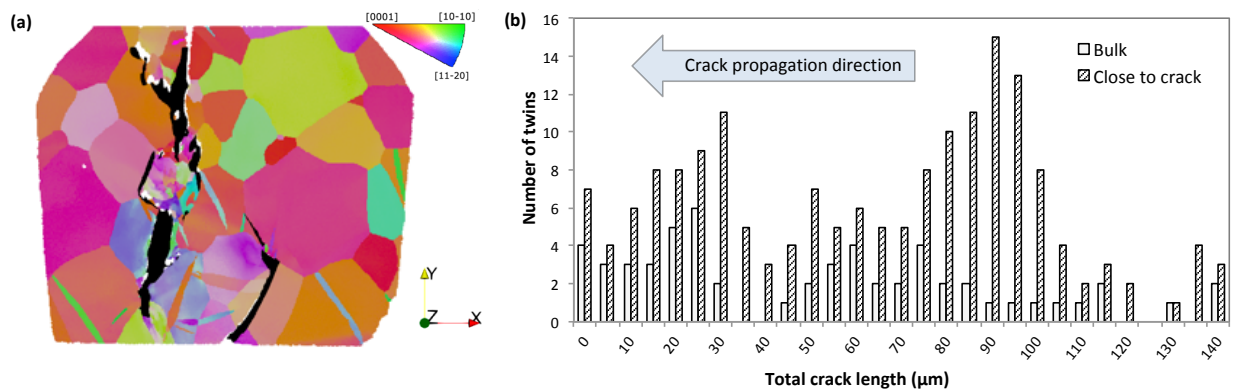 (a)
[0001]
[10-10]
[11-20]
Y
Z
X
(b)
Number of twins
16
14
12
10
8
6
4
2
0
Crack propagation direction
Bulk
Close to crack
0
10
20
30
40
50
60
70
80
90
100
110
120
130
140
Total crack length (µm)